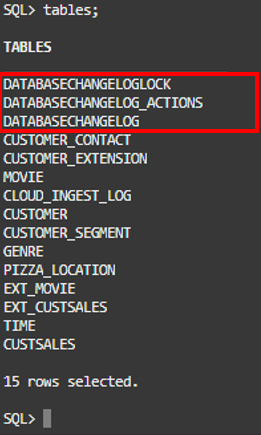 SQL> tables;
TABLES
DATABASECHANGELOGLOCK
DATABASECHANGELOG_ACTIONS
DATABASECHANGELOG
CUSTOMER_CONTACT
CUSTOMER_EXTENSION
MOVIE
CLOUD_INGEST_LOG
CUSTOMER
CUSTOMER_SEGMENT
GENRE
PIZZA_LOCATION
EXT_MOVIE
EXT_CUSTSALES
TIME
CUSTSALES
15 rows selected.
SQL>